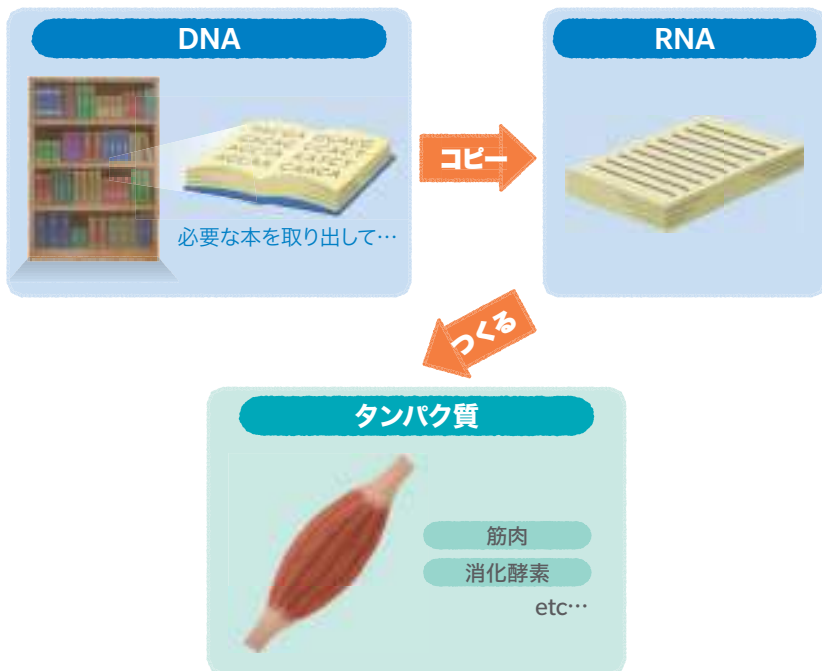 DNA
RNA
コピー
必要な本を取り出して…
つくる
タンパク質
筋肉
消化酵素
etc…